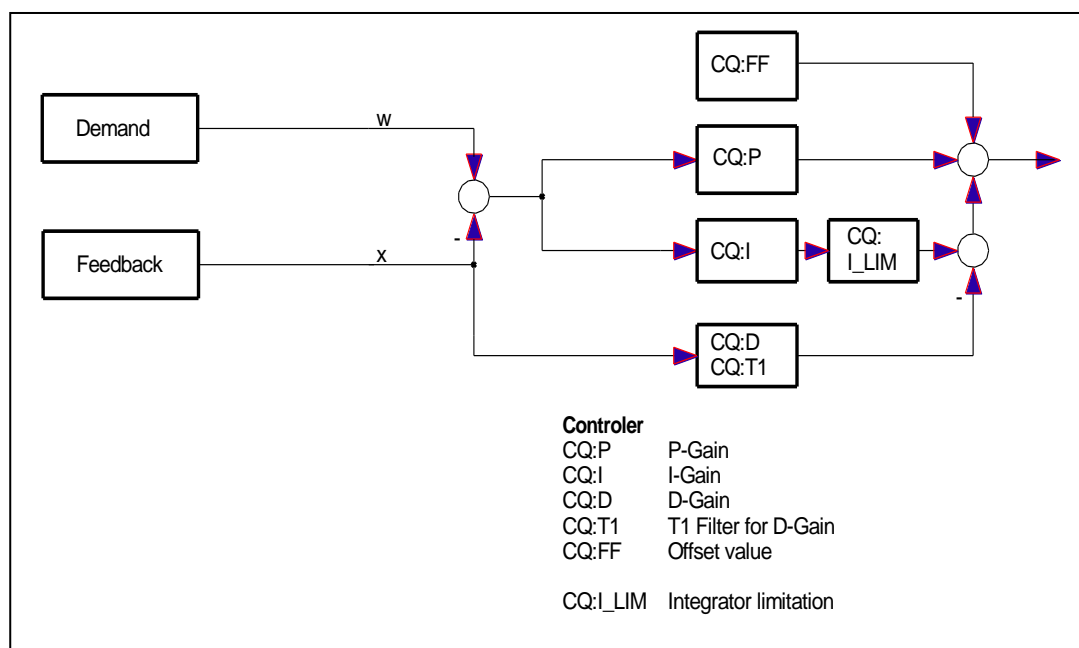 CQ:FF
Demand
w
CQ:P
-
Feedback
x
CQ:I
CQ:
I_LIM
-
CQ:D
CQ:T1
Controler
CQ:P P-Gain
CQ:I I-Gain
CQ:D D-Gain
CQ:T1 T1 Filter for D-Gain
CQ:FF Offset value
CQ:I_LIM Integrator limitation